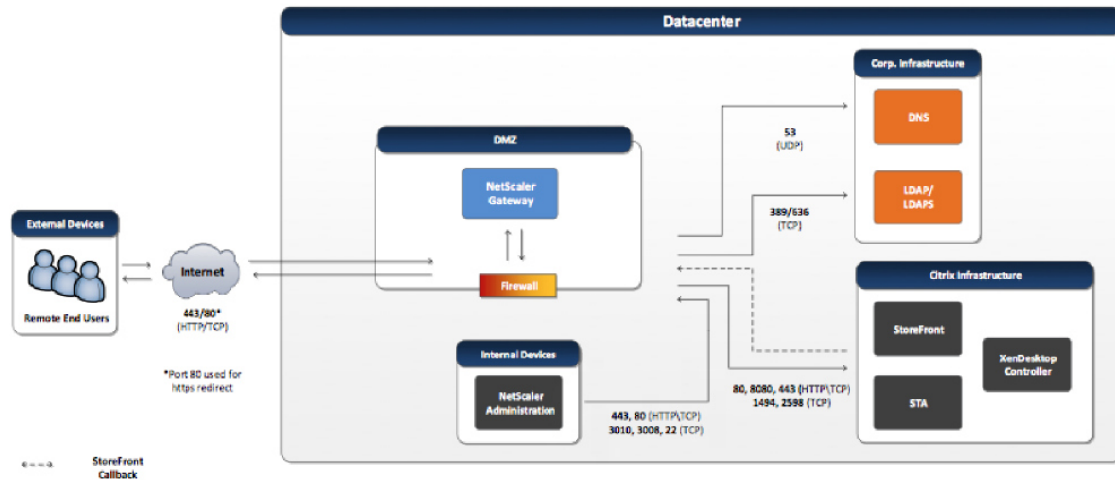 Datacenter
Corp. Infrastructure
DNS
53
(UDP)
LDAP/
LDAPS
389/636
(TCP)
DMZ
NetScaler
Gateway
Firewall
External Devices
Remote End Users
Internet
443/80*
(HTTP/TCP)
*Port 80 used for
https redirect
Internal Devices
NetScaler
Administration
443, 80 (HTTP\TCP)
3010, 3008, 22 (TCP)
Citrix Infrastructure
StoreFront
XenDesktop
Controller
STA
80, 8080, 443 (HTTP\TCP)
1494, 2598 (TCP)
StoreFront
Callback